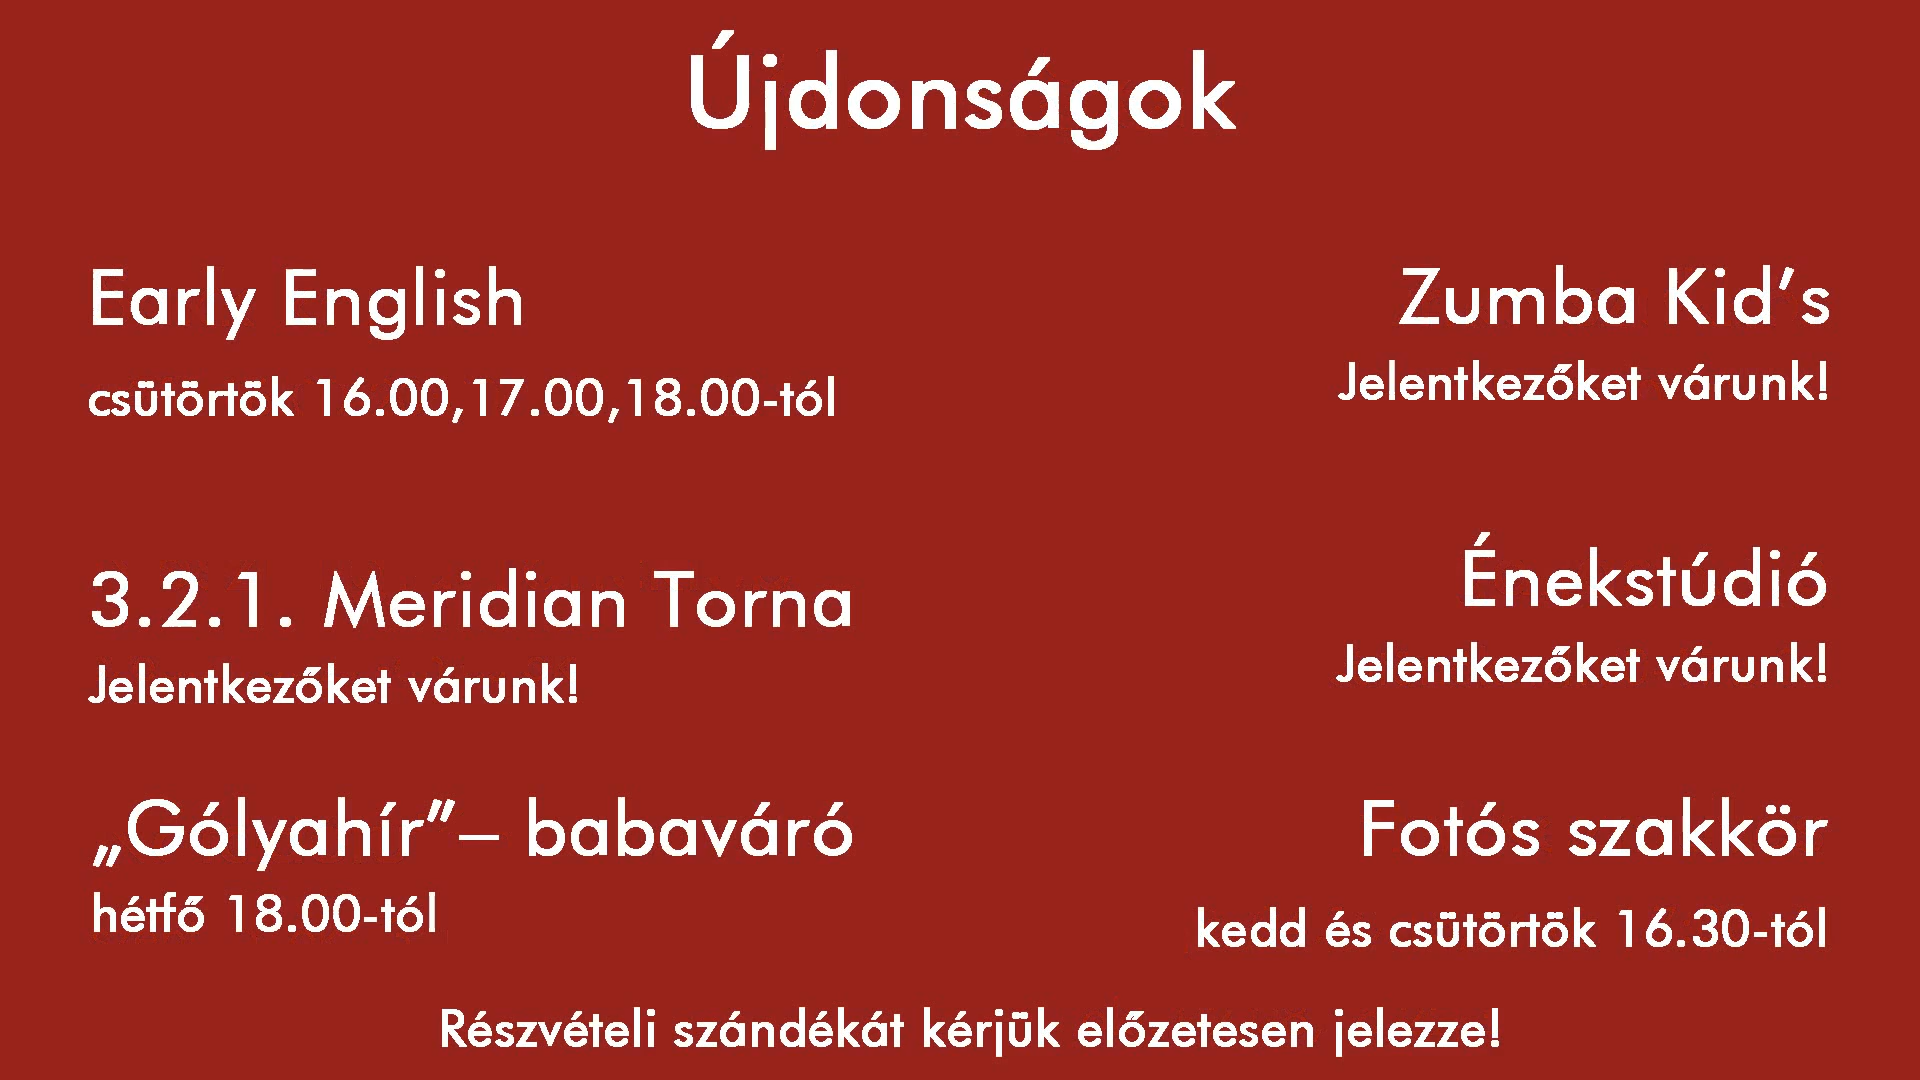 Újdonságok
Early English
csütörtök 16.00,17.00,18.00-tól
Zumba Kid's
Jelentkezőket várunk!
3.2.1. Meridian Torna
Jelentkezőket várunk!
Énekstúdió
Jelentkezőket várunk!
„Gólyahír”– babaváró
hétfő 18.00-tól
Fotós szakkör
kedd és csütörtök 16.30-tól
Részvételi szándékát kérjük előzetesen jelezze!